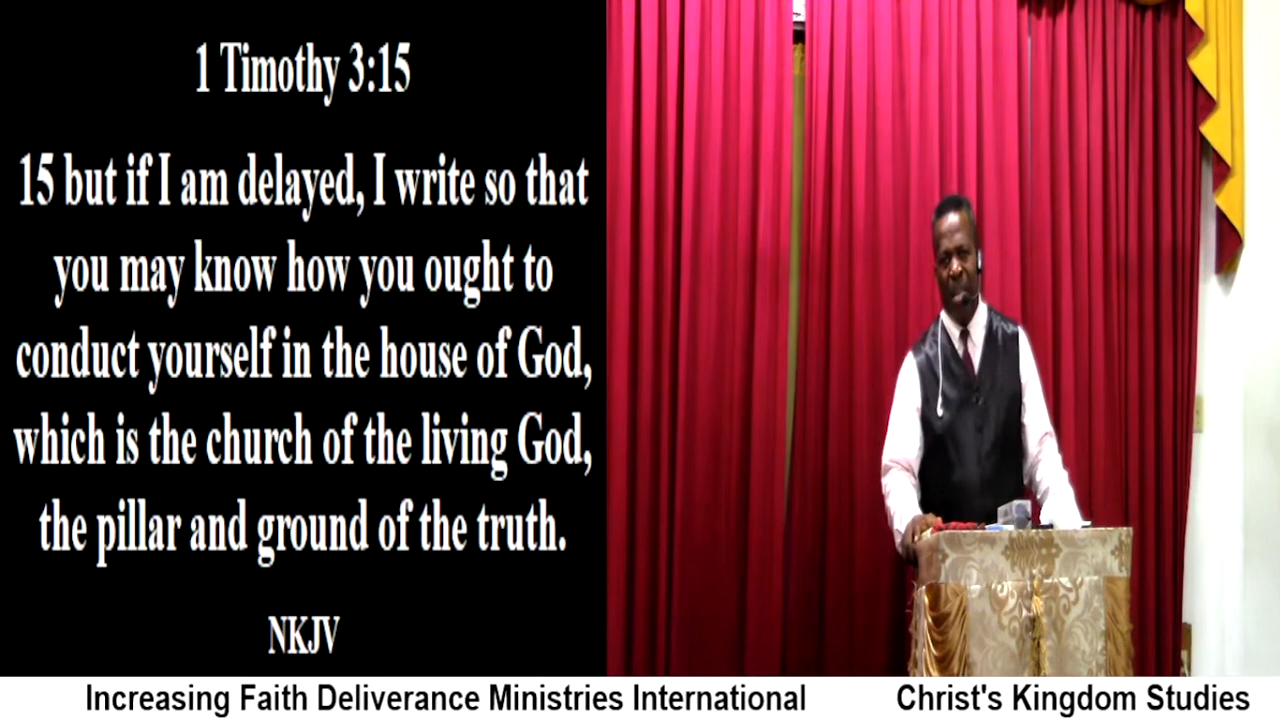 1 Timothy 3:15
15 but if I am delayed, I write so that
you may know how you ought to
conduct yourself in the house of God,
which is the church of the living God,
the pillar and ground of the truth.
NKJV
Increasing Faith Deliverance Ministries International
Christ's Kingdom Studies